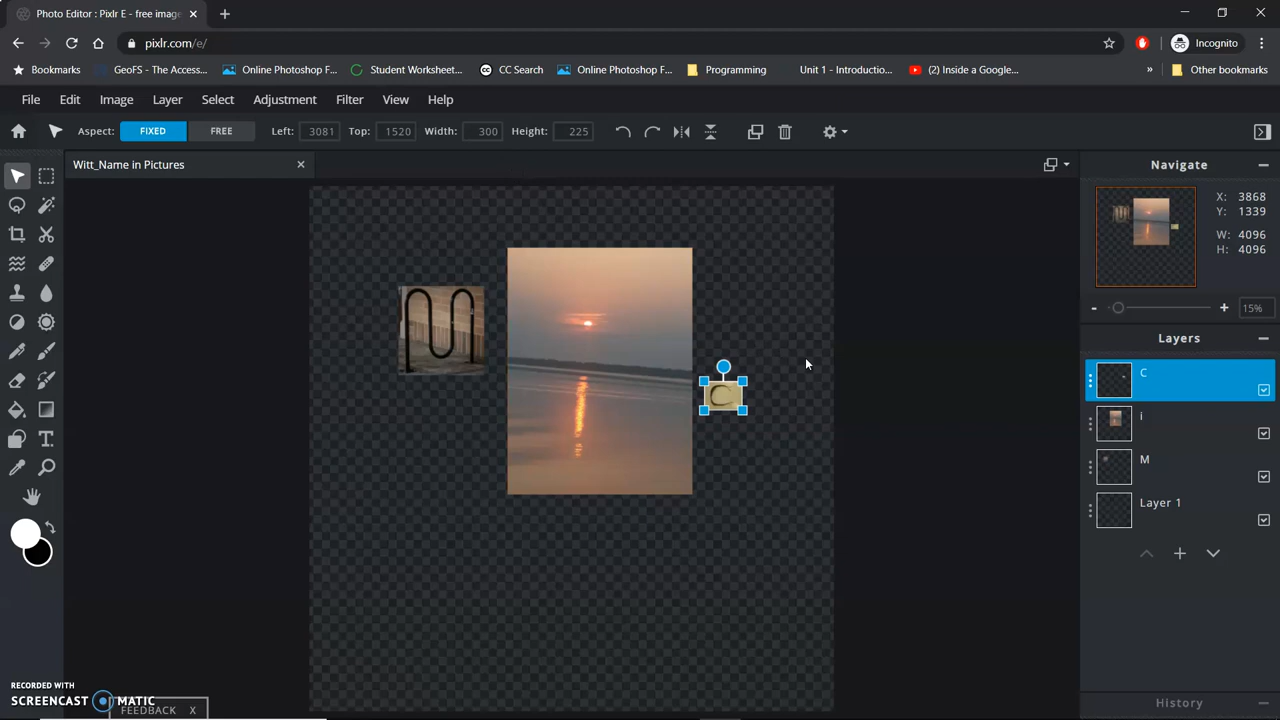 Photo Editor : Pixlr E - free imag
pixlr.com/e/
Incognito
Bookmarks
GeoFS - The Access...
Online Photoshop F...
Student Worksheet...
CC Search
Online Photoshop F...
Programming
Unit 1 - Introductio...
(2) Inside a Google...
»
Other bookmarks
File Edit Image Layer Select Adjustment Filter View Help
Aspect: FIXED FREE Left: 3081 Top: 1520 Width: 300 Height: 225
Witt_Name in Pictures
Navigate
X: 3868
Y: 1339
W: 4096
H: 4096
15%
Layers
C
i
M
Layer 1
C
RECORDED WITH
SCREENCAST MATIC
FEEDBACK X
History